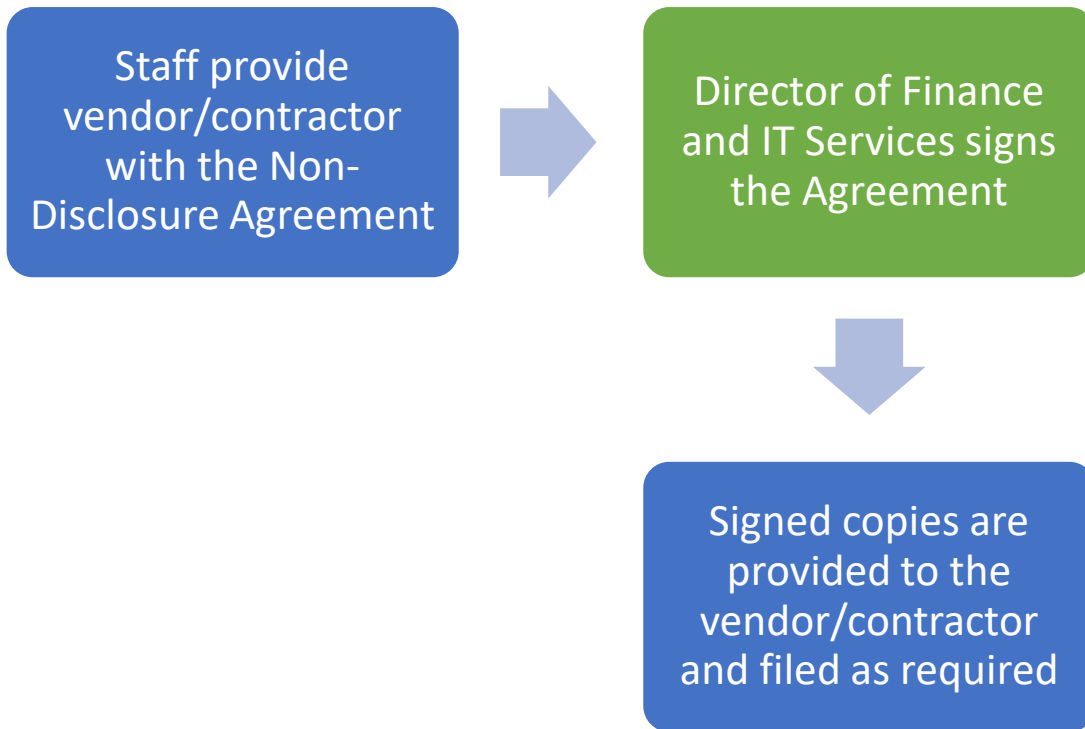 Staff provide
vendor/contractor
with the Non-
Disclosure Agreement
Director of Finance
and IT Services signs
the Agreement
Signed copies are
provided to the
vendor/contractor
and filed as required